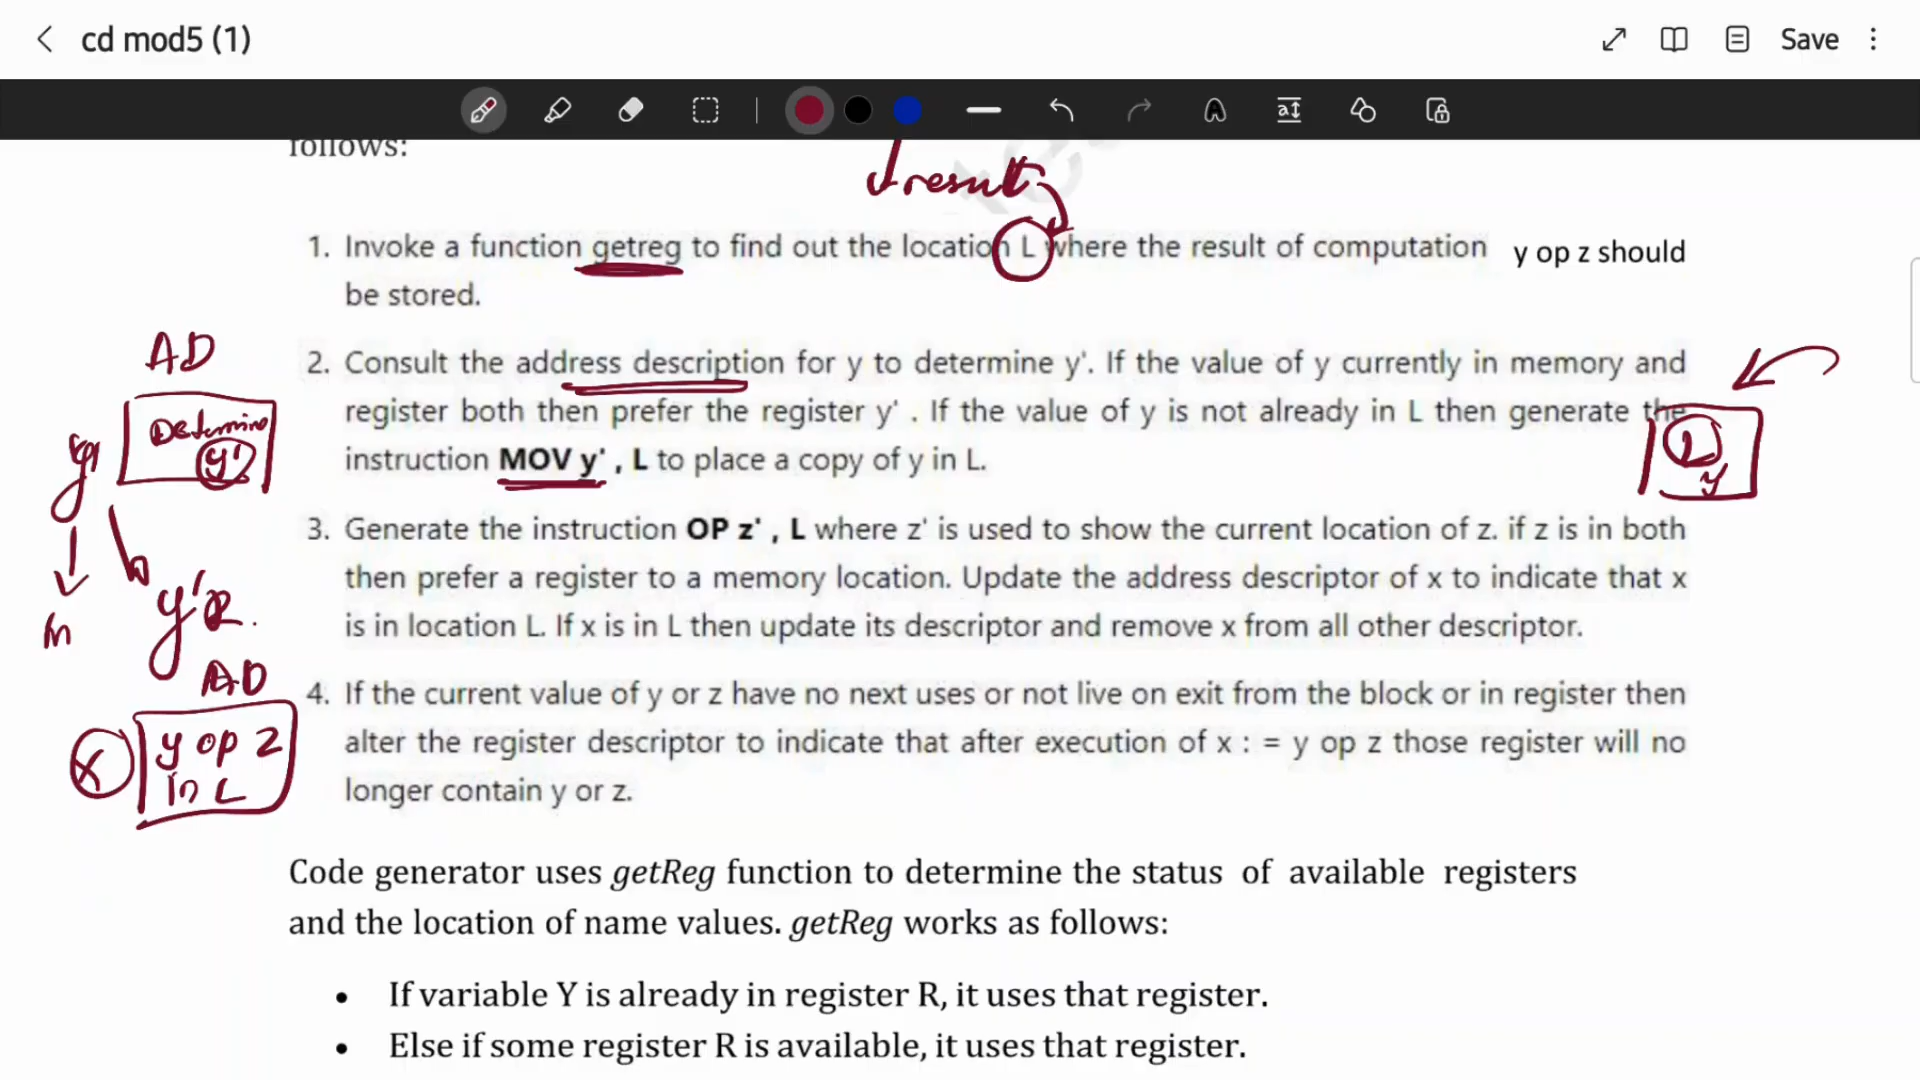 cd mod5 (1)
Save
follows:
result
1. Invoke a function getreg to find out the location L where the result of computation y op z should
be stored.
AD
2. Consult the address description for y to determine y'. If the value of y currently in memory and
register both then prefer the register y' . If the value of y is not already in L then generate the
instruction MOV y' , L to place a copy of y in L.
Determine
y'
y
L
y
3. Generate the instruction OP z' , L where z' is used to show the current location of z. if z is in both
then prefer a register to a memory location. Update the address descriptor of x to indicate that x
is in location L. If x is in L then update its descriptor and remove x from all other descriptor.
m
y' R.
AD
4. If the current value of y or z have no next uses or not live on exit from the block or in register then
alter the register descriptor to indicate that after execution of x : = y op z those register will no
longer contain y or z.
x
y op z
in L
Code generator uses getReg function to determine the status of available registers
and the location of name values. getReg works as follows:
• If variable Y is already in register R, it uses that register.
• Else if some register R is available, it uses that register.